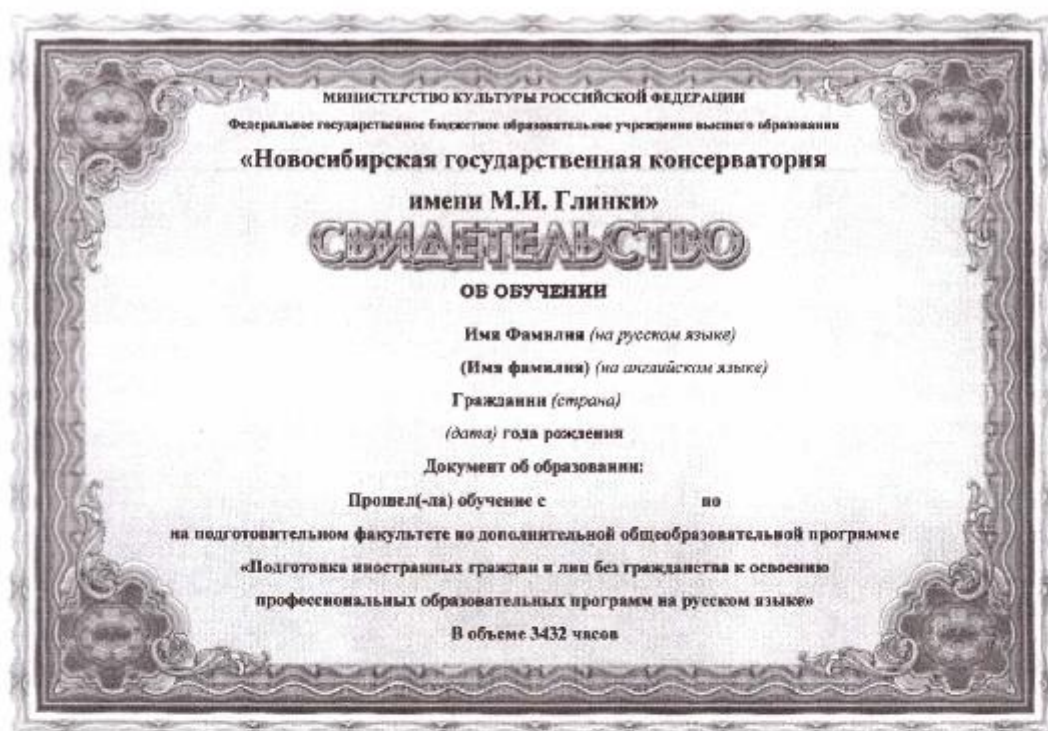 МИНИСТЕРСТВО КУЛЬТУРЫ РОССИЙСКОЙ ФЕДЕРАЦИИ
Федеральное государственное бюджетное образовательное учреждение высшего образования
«Новосибирская государственная консерватория
имени М.И. Глинки»
СВИДЕТЕЛЬСТВО
ОБ ОБУЧЕНИИ
Имя Фамилия (на русском языке)
(Имя фамилия) (на английском языке)
Гражданин (страна)
(дата) года рождения
Документ об образовании:
Прошел(-ла) обучение с по
на подготовительном факультете по дополнительной общеобразовательной программе
«Подготовка иностранных граждан и лиц без гражданства к освоению
профессиональных образовательных программ на русском языке»
В объеме 3432 часов